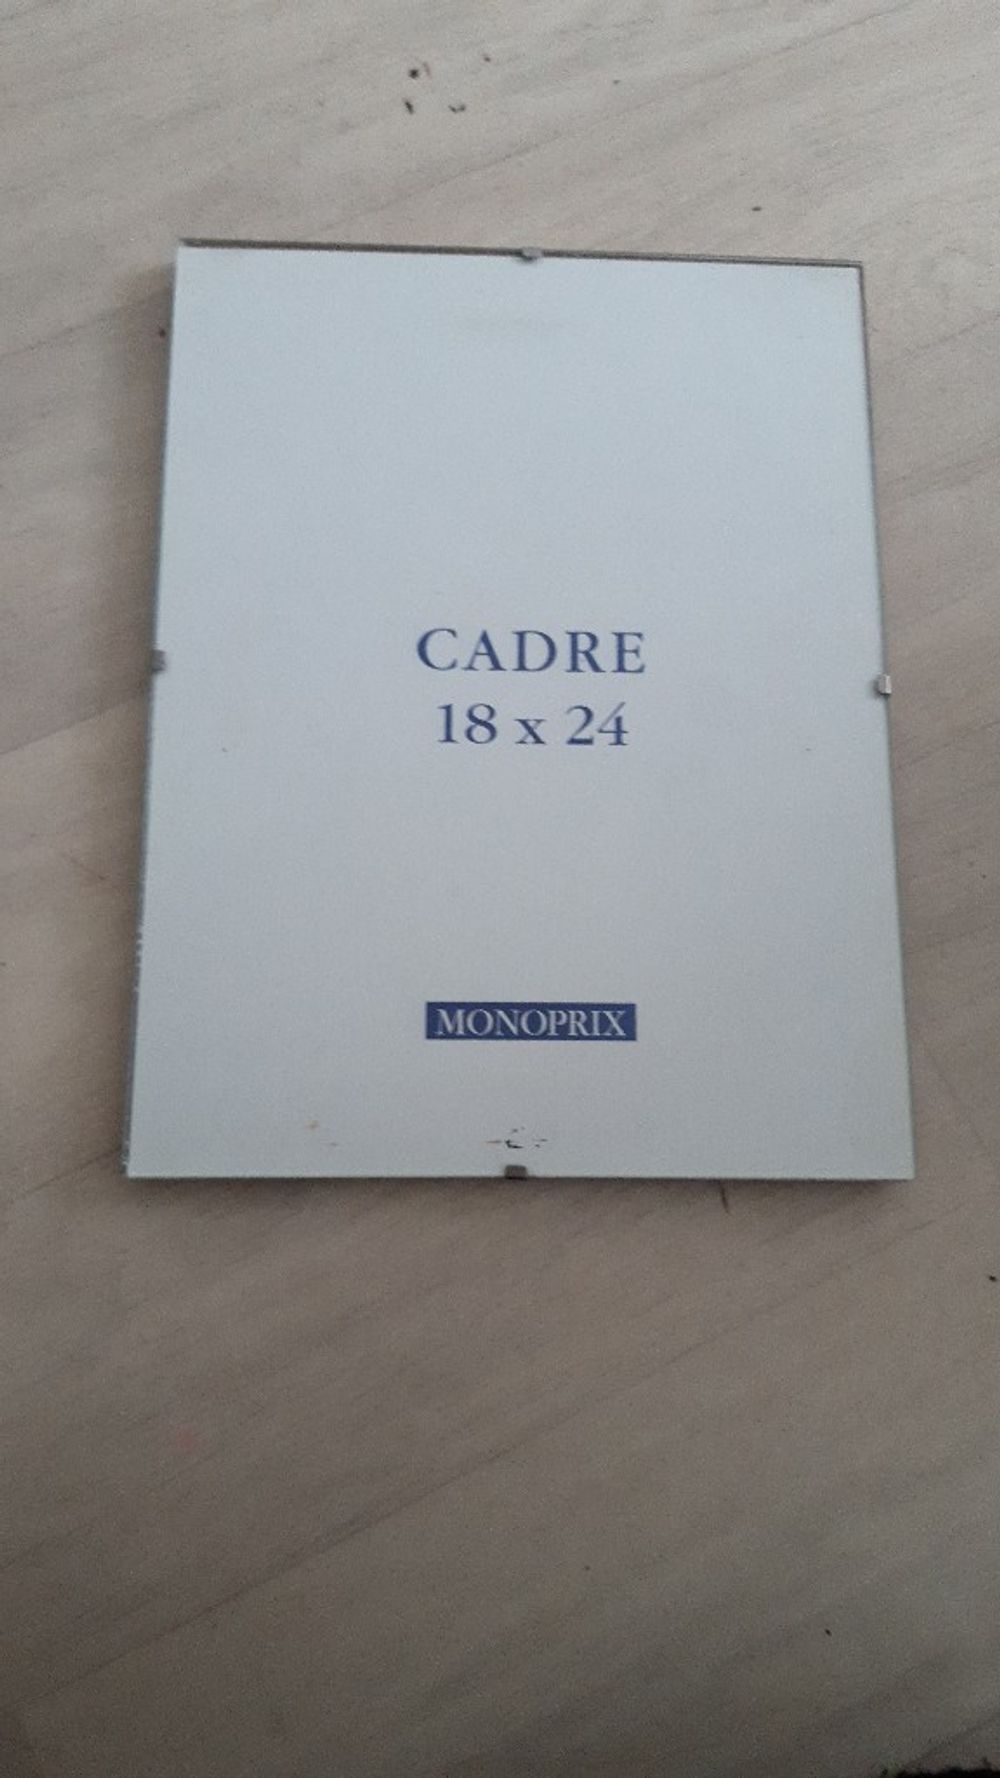 CADRE
18 x 24
MONOPRIX